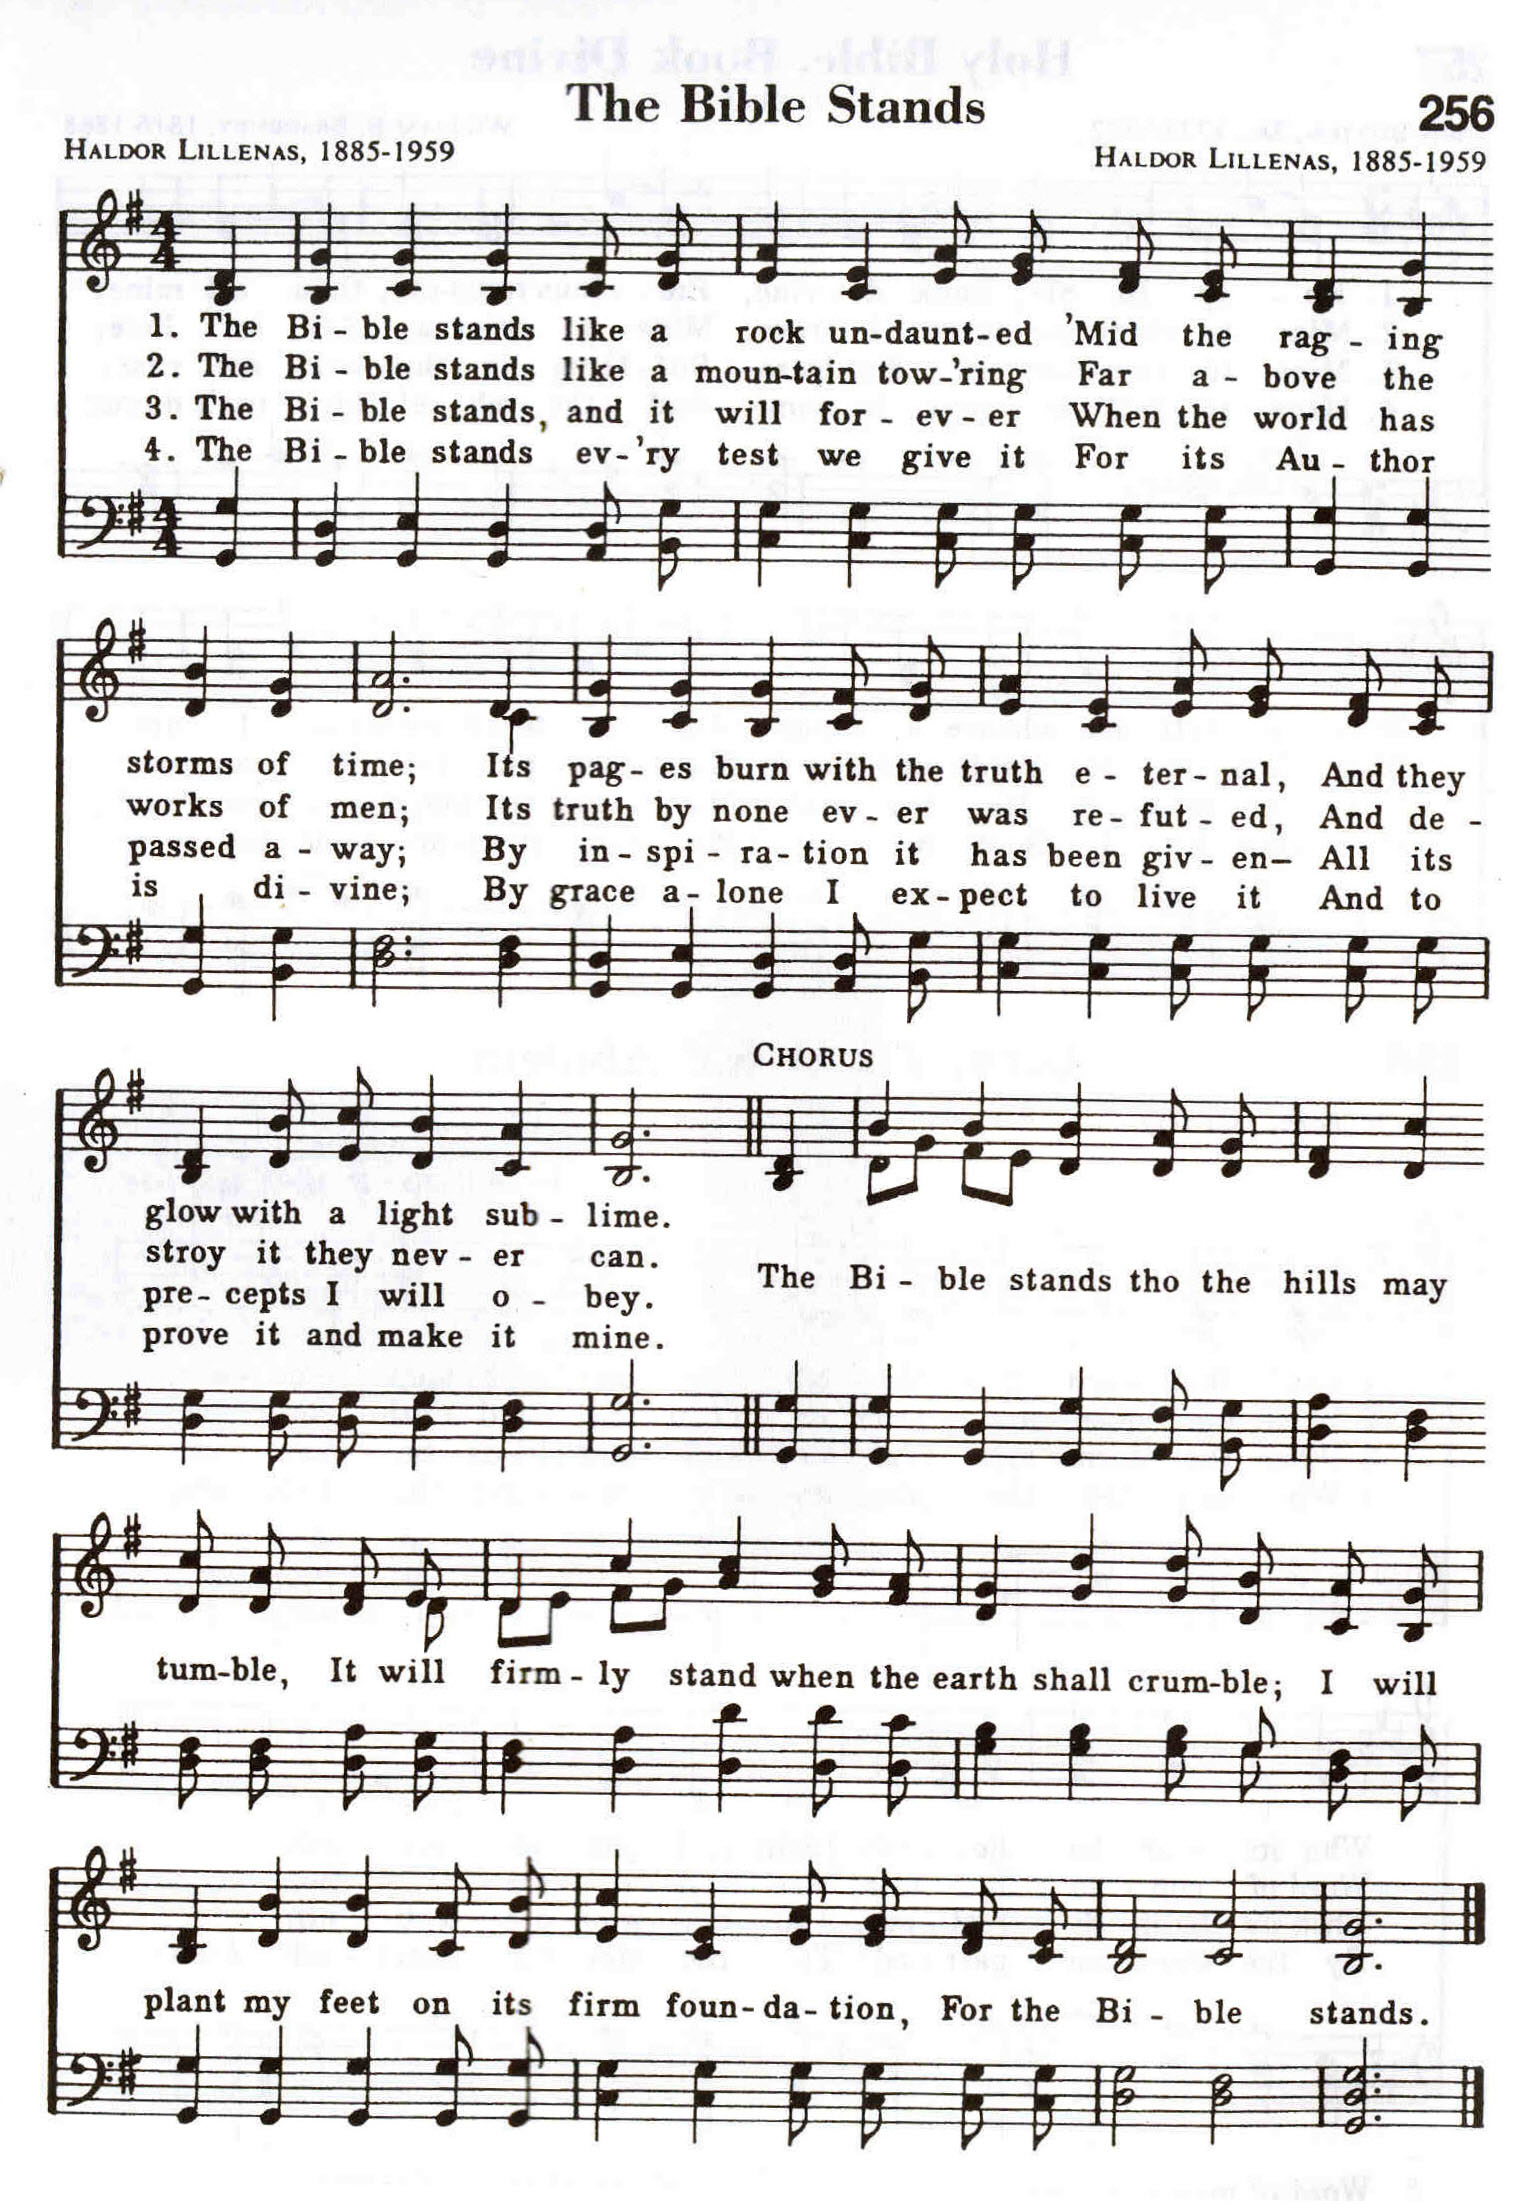 The Bible Stands
256
HALDOR LILLENAS, 1885-1959
HALDOR LILLENAS, 1885-1959
1. The Bi - ble stands like a rock un-daunt-ed 'Mid the rag - ing
2. The Bi - ble stands like a moun-tain tow-'ring Far a - bove the
3. The Bi - ble stands, and it will for - ev - er When the world has
4. The Bi - ble stands ev-'ry test we give it For its Au - thor
storms of time; Its pag - es burn with the truth e - ter - nal, And they
works of men; Its truth by none ev - er was re - fut - ed, And de -
passed a - way; By in - spi - ra - tion it has been giv - en— All its
is di - vine; By grace a - lone I ex - pect to live it And to
CHORUS
glow with a light sub - lime.
stroy it they nev - er can.
pre - cepts I will o - bey.
prove it and make it mine.
The Bi - ble stands tho the hills may
tum-ble, It will firm - ly stand when the earth shall crum-ble; I will
plant my feet on its firm foun - da - tion, For the Bi - ble stands.